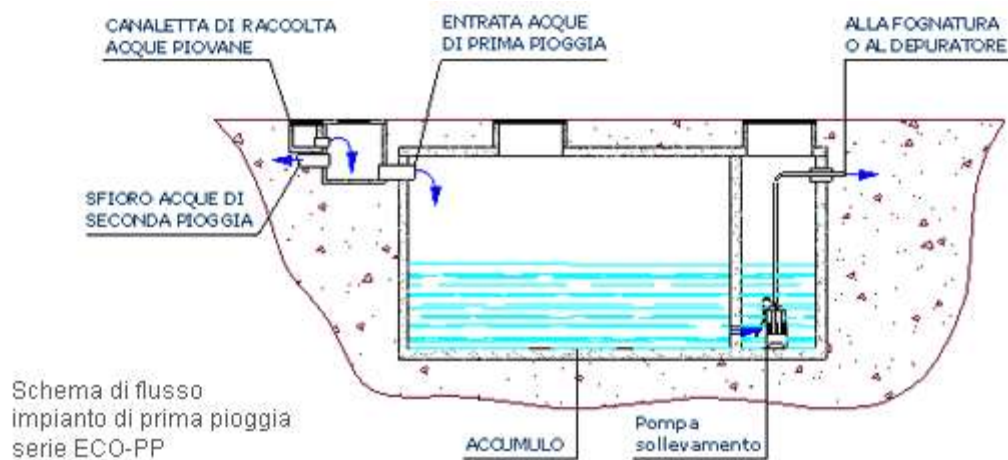 CANALETTA DI RACCOLTA
ACQUE PIOVANE
ENTRATA ACQUE
DI PRIMA PIOGGIA
ALLA FOGNATURA
O AL DEPURATORE
SFIORO ACQUE DI
SECONDA PIOGGIA
Schema di flusso
impianto di prima pioggia
serie ECO-PP
ACCUMULO
Pompa
sollevamento